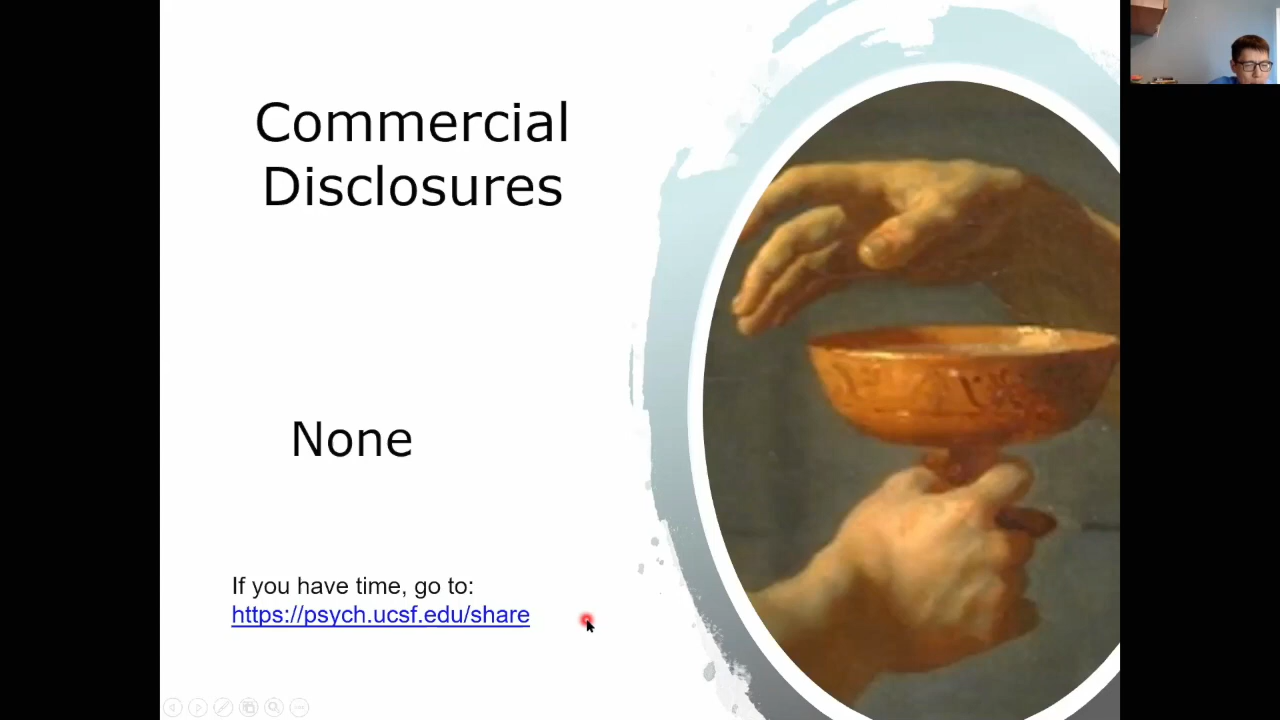 Commercial
Disclosures
None
If you have time, go to:
https://psych.ucsf.edu/share